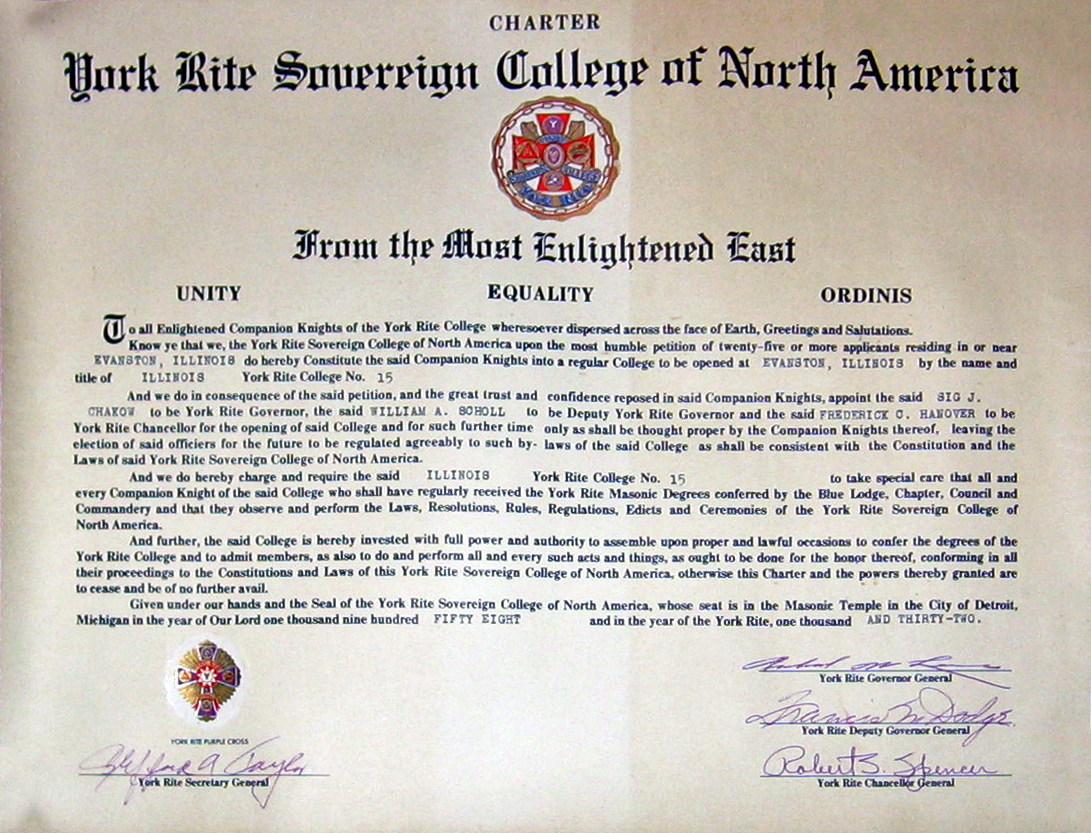 CHARTER
York Rite Sovereign College of North America
SOVEREIGN COLLEGE
YORK RITE
From the Most Enlightened East
UNITY EQUALITY ORDINIS
To all Enlightened Companion Knights of the York Rite College wheresoever dispersed across the face of Earth, Greetings and Salutations.
Know ye that we, the York Rite Sovereign College of North America upon the most humble petition of twenty-five or more applicants residing in or near
EVANSTON, ILLINOIS do hereby Constitute the said Companion Knights into a regular College to be opened at EVANSTON, ILLINOIS by the name and
title of ILLINOIS York Rite College No. 15
And we do in consequence of the said petition, and the great trust and confidence reposed in said Companion Knights, appoint the said SIG J.
CHAKOW to be York Rite Governor, the said WILLIAM A. SCHOLL to be Deputy York Rite Governor and the said FREDERICK C. HANOVER to be
York Rite Chancellor for the opening of said College and for such further time only as shall be thought proper by the Companion Knights thereof, leaving the
election of said officers for the future to be regulated agreeably to such by-laws of the said College as shall be consistent with the Constitution and the
Laws of said York Rite Sovereign College of North America.
And we do hereby charge and require the said ILLINOIS York Rite College No. 15 to take special care that all and
every Companion Knight of the said College who shall have regularly received the York Rite Masonic Degrees conferred by the Blue Lodge, Chapter, Council and
Commandery and that they observe and perform the Laws, Resolutions, Rules, Regulations, Edicts and Ceremonies of the York Rite Sovereign College of
North America.
And further, the said College is hereby invested with full power and authority to assemble upon proper and lawful occasions to confer the degrees of the
York Rite College and to admit members, as also to do and perform all and every such acts and things, as ought to be done for the honor thereof, conforming in all
their proceedings to the Constitutions and Laws of this York Rite Sovereign College of North America, otherwise this Charter and the powers thereby granted are
to cease and be of no further avail.
Given under our hands and the Seal of the York Rite Sovereign College of North America, whose seat is in the Masonic Temple in the City of Detroit,
Michigan in the year of Our Lord one thousand nine hundred FIFTY EIGHT and in the year of the York Rite, one thousand AND THIRTY-TWO.
York Rite Governor General
Francis M Dodge
York Rite Deputy Governor General
YORK RITE PURPLE CROSS
A Taylor
York Rite Secretary General
Robert S. Spencer
York Rite Chancellor General